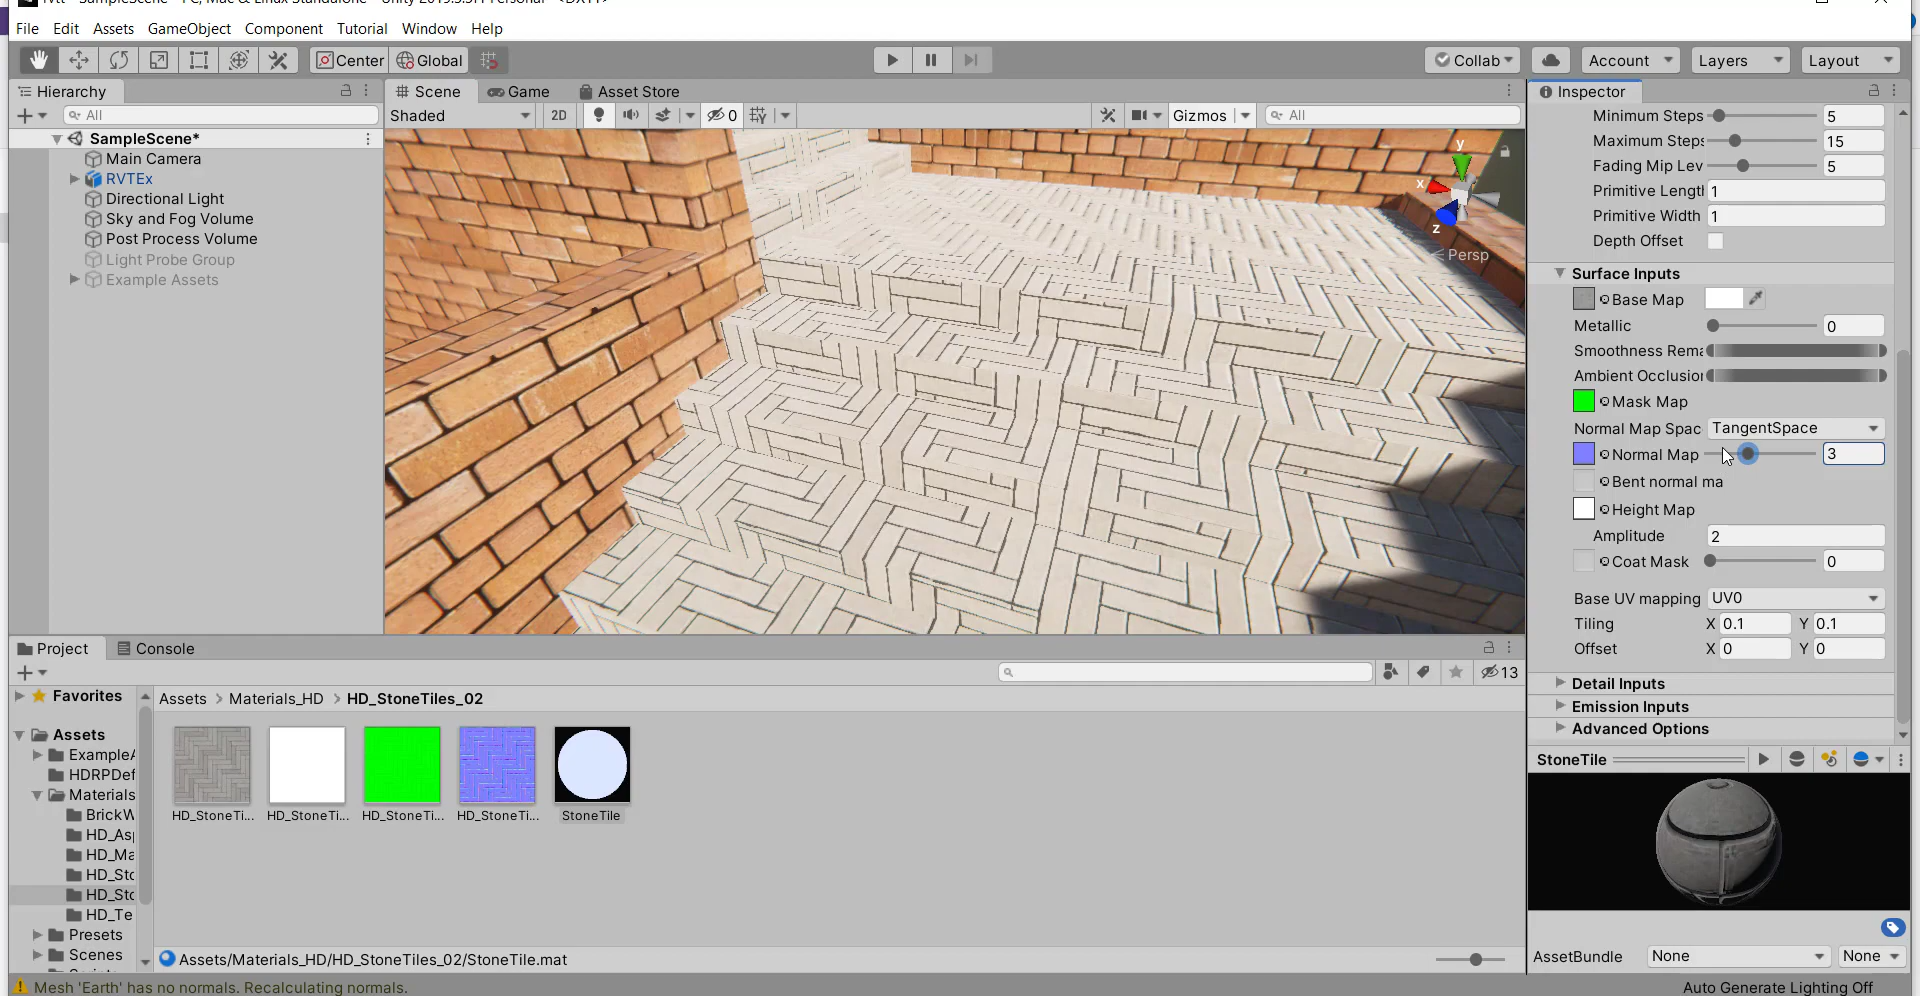 File Edit Assets GameObject Component Tutorial Window Help
Center Global
Collab Account Layers Layout
Hierarchy
All
SampleScene*
Main Camera
RVTEx
Directional Light
Sky and Fog Volume
Post Process Volume
Light Probe Group
Example Assets
Scene Game Asset Store
Shaded 2D 0 Gizmos All
y
x
z
Persp
Inspector
Minimum Steps 5
Maximum Steps 15
Fading Mip Lev 5
Primitive Length 1
Primitive Width 1
Depth Offset
Surface Inputs
Base Map
Metallic 0
Smoothness Rema
Ambient Occlusion
Mask Map
Normal Map Spac TangentSpace
Normal Map 3
Bent normal ma
Height Map
Amplitude 2
Coat Mask 0
Base UV mapping UV0
Tiling X 0.1 Y 0.1
Offset X 0 Y 0
Detail Inputs
Emission Inputs
Advanced Options
StoneTile
AssetBundle None None
Project Console
13
Favorites
Assets
ExampleA
HDRPDef
Materials
BrickW
HD_Asp
HD_Ma
HD_Sto
HD_Sto
HD_Te
Presets
Scenes
Assets > Materials_HD > HD_StoneTiles_02
HD_StoneTi... HD_StoneTi... HD_StoneTi... HD_StoneTi... StoneTile
Assets/Materials_HD/HD_StoneTiles_02/StoneTile.mat
Mesh 'Earth' has no normals. Recalculating normals.
Auto Generate Lighting Off